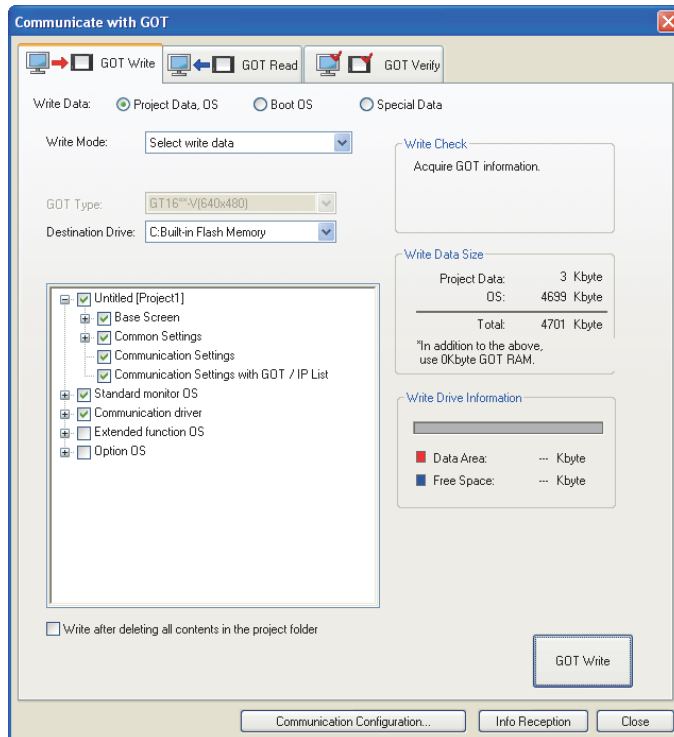 Communicate with GOT
GOT Write
GOT Read
GOT Verify
Write Data:
Project Data, OS
Boot OS
Special Data
Write Mode:
Select write data
GOT Type:
GT16**-V(640x480)
Destination Drive:
C:Built-in Flash Memory
Untitled [Project1]
Base Screen
Common Settings
Communication Settings
Communication Settings with GOT / IP List
Standard monitor OS
Communication driver
Extended function OS
Option OS
Write after deleting all contents in the project folder
Write Check
Acquire GOT information.
Write Data Size
Project Data: 3 Kbyte
OS: 4699 Kbyte
Total: 4701 Kbyte
*In addition to the above,
use 0Kbyte GOT RAM.
Write Drive Information
Data Area: --- Kbyte
Free Space: --- Kbyte
GOT Write
Communication Configuration...
Info Reception
Close